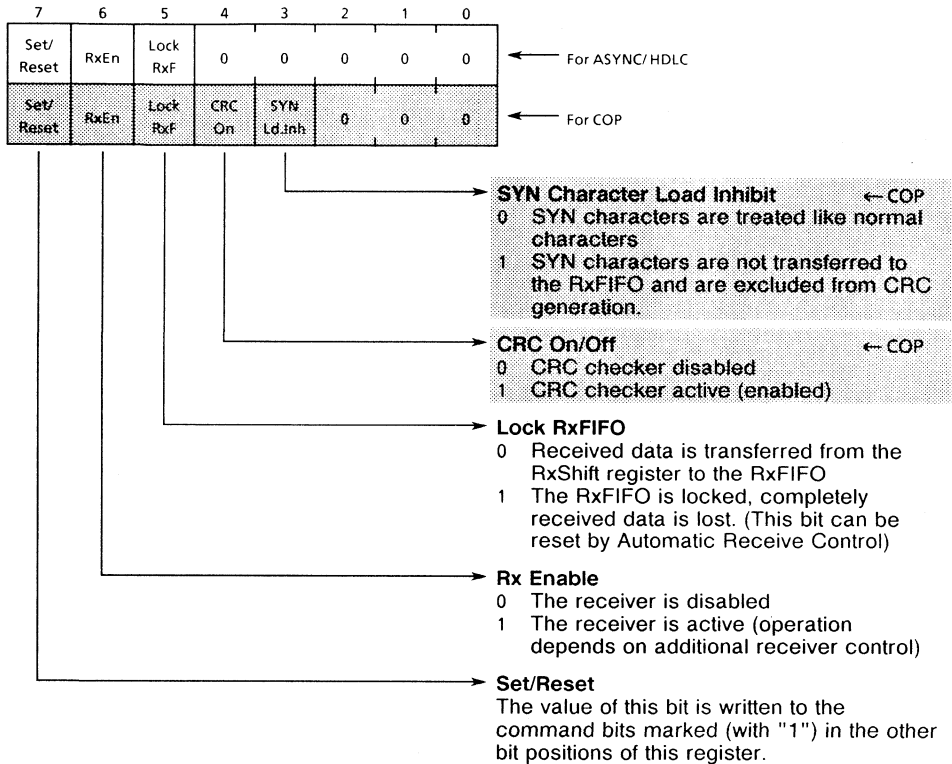 7 6 5 4 3 2 1 0
Set/ Reset RxEn Lock RxF 0 0 0 0 0 ← For ASYNC/HDLC
Set/ Reset RxEn Lock RxF CRC On SYN Ld.Inh 0 0 0 ← For COP
SYN Character Load Inhibit ← COP
0 SYN characters are treated like normal
characters
1 SYN characters are not transferred to
the RxFIFO and are excluded from CRC
generation.
CRC On/Off ← COP
0 CRC checker disabled
1 CRC checker active (enabled)
Lock RxFIFO
0 Received data is transferred from the
RxShift register to the RxFIFO
1 The RxFIFO is locked, completely
received data is lost. (This bit can be
reset by Automatic Receive Control)
Rx Enable
0 The receiver is disabled
1 The receiver is active (operation
depends on additional receiver control)
Set/Reset
The value of this bit is written to the
command bits marked (with "1") in the other
bit positions of this register.